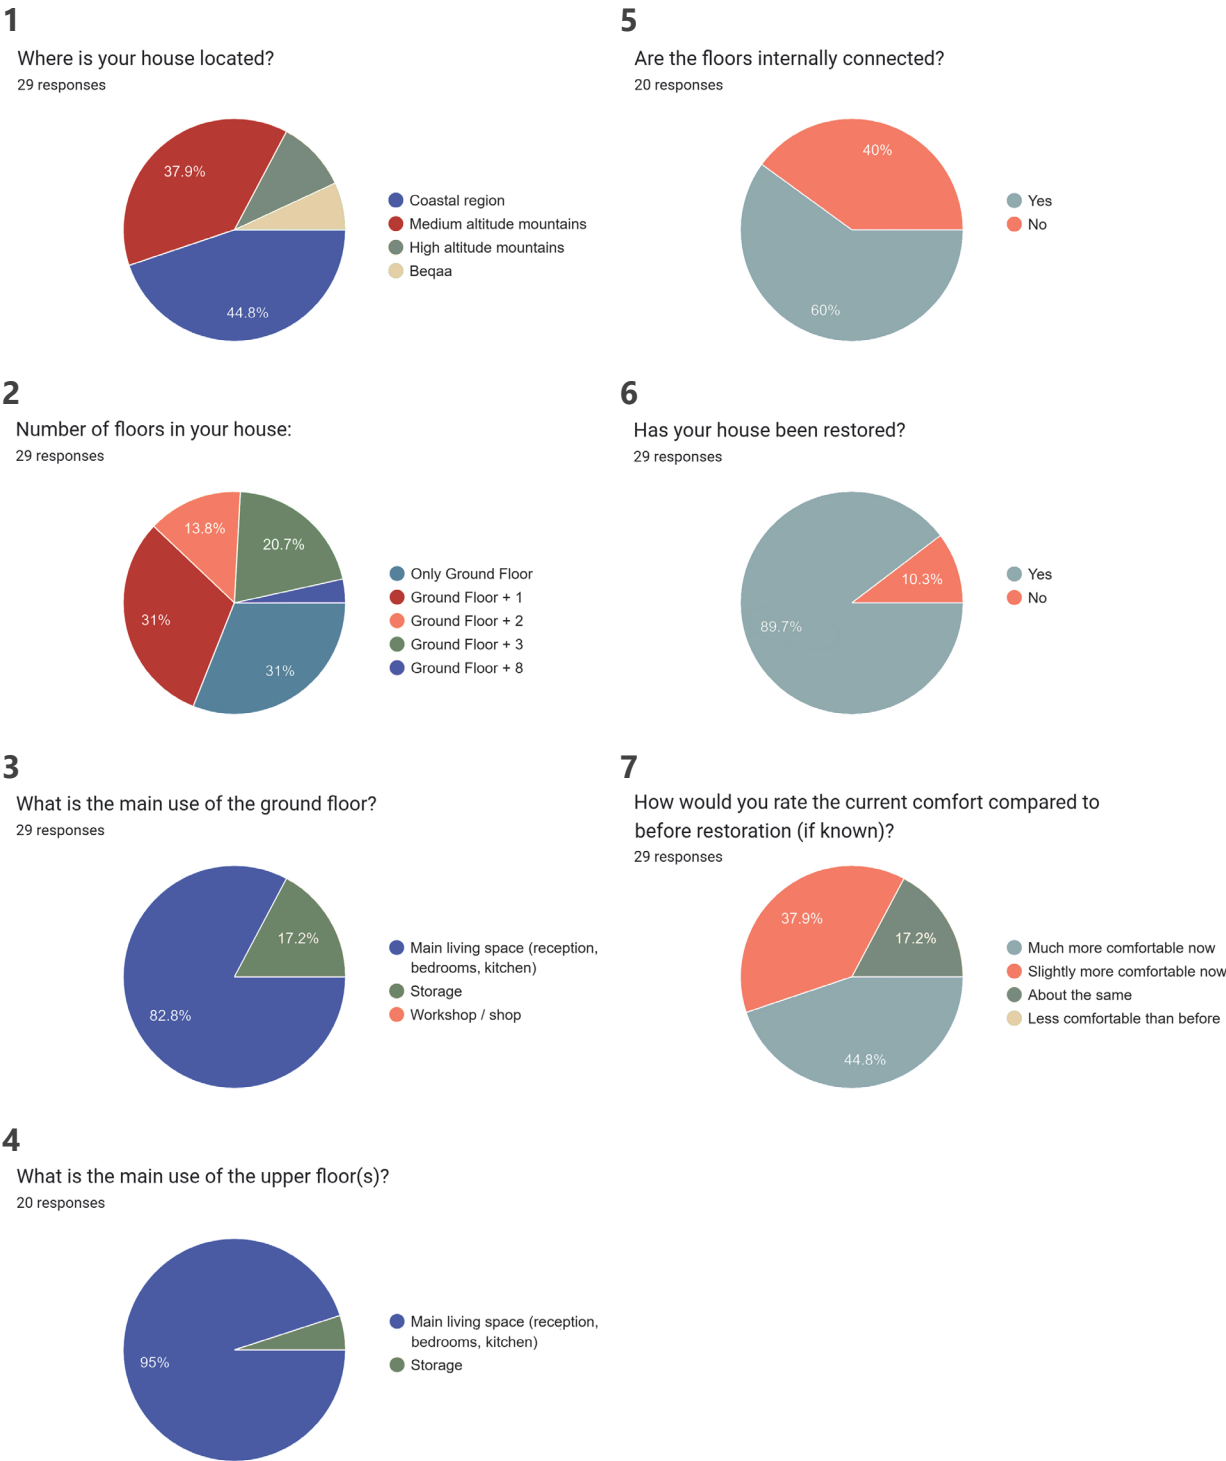 1
Where is your house located?
29 responses
37.9%
44.8%
Coastal region
Medium altitude mountains
High altitude mountains
Beqaa
2
Number of floors in your house:
29 responses
13.8%
20.7%
31%
31%
Only Ground Floor
Ground Floor + 1
Ground Floor + 2
Ground Floor + 3
Ground Floor + 8
3
What is the main use of the ground floor?
29 responses
17.2%
82.8%
Main living space (reception,
bedrooms, kitchen)
Storage
Workshop / shop
4
What is the main use of the upper floor(s)?
20 responses
95%
Main living space (reception,
bedrooms, kitchen)
Storage
5
Are the floors internally connected?
20 responses
40%
60%
Yes
No
6
Has your house been restored?
29 responses
10.3%
89.7%
Yes
No
7
How would you rate the current comfort compared to
before restoration (if known)?
29 responses
37.9%
17.2%
44.8%
Much more comfortable now
Slightly more comfortable now
About the same
Less comfortable than before